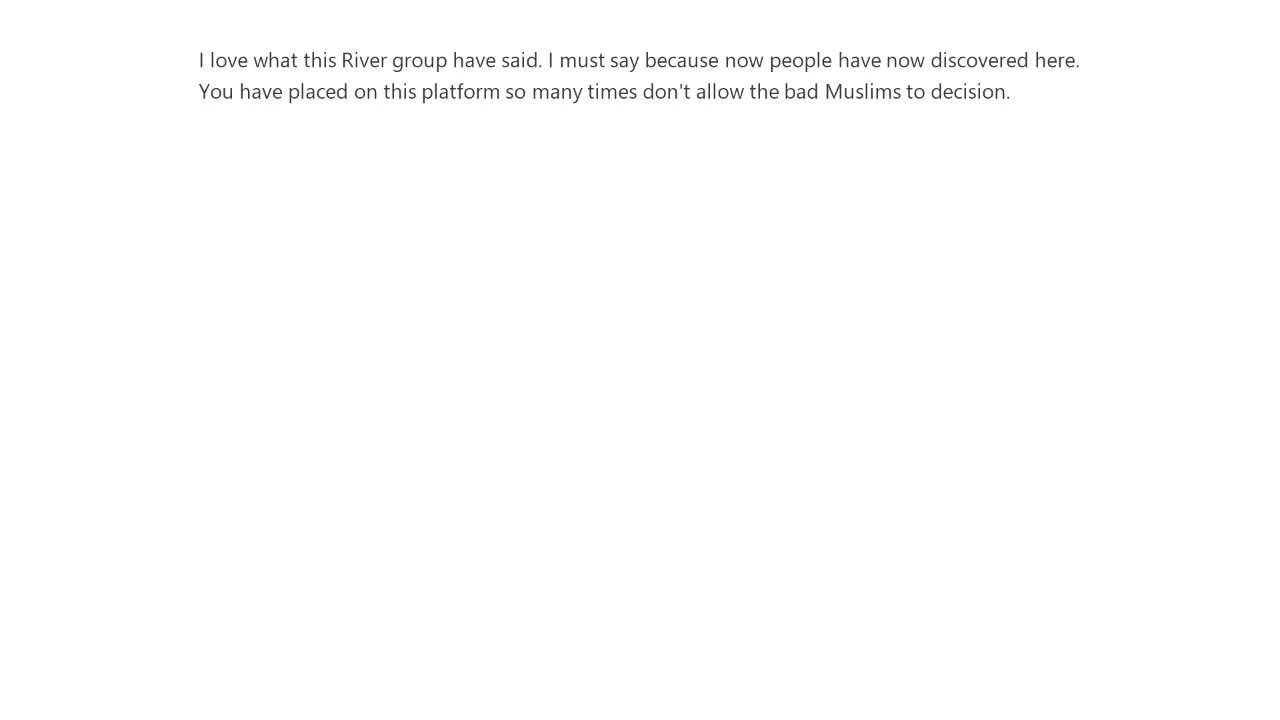 I love what this River group have said. I must say because now people have now discovered here.
You have placed on this platform so many times don't allow the bad Muslims to decision.